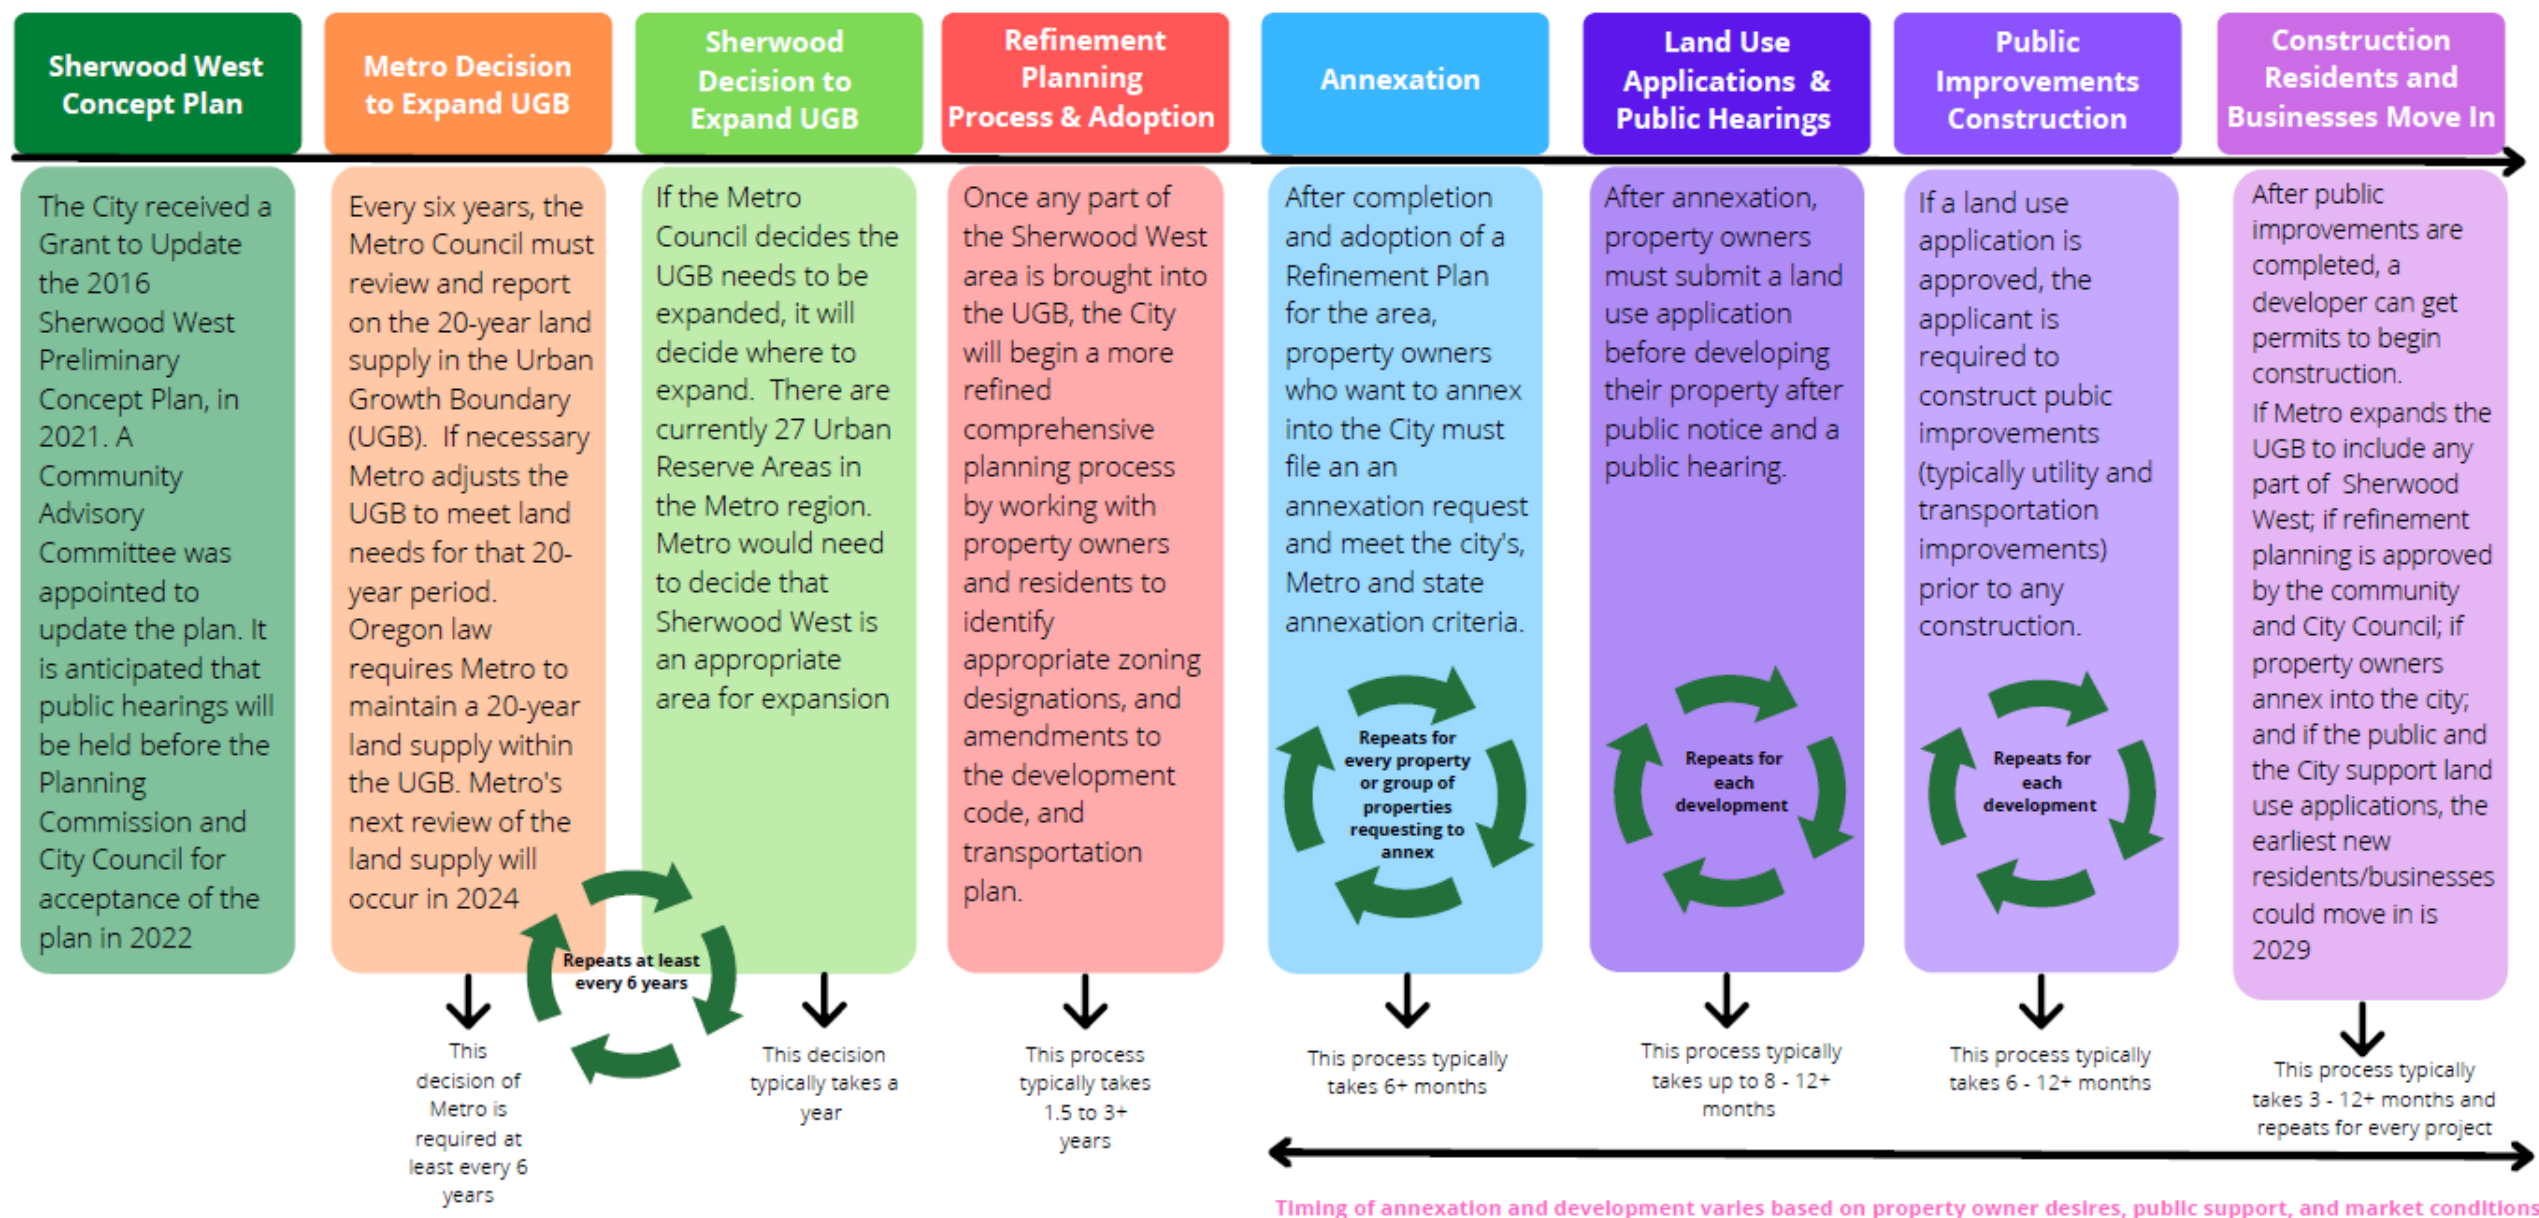 Sherwood West
Concept Plan
Metro Decision
to Expand UGB
Sherwood
Decision to
Expand UGB
Refinement
Planning
Process & Adoption
Annexation
Land Use
Applications &
Public Hearings
Public
Improvements
Construction
Construction
Residents and
Businesses Move In
The City received a
Grant to Update
the 2016
Sherwood West
Preliminary
Concept Plan, in
2021. A
Community
Advisory
Committee was
appointed to
update the plan. It
is anticipated that
public hearings will
be held before the
Planning
Commission and
City Council for
acceptance of the
plan in 2022
Every six years, the
Metro Council must
review and report
on the 20-year land
supply in the Urban
Growth Boundary
(UGB). If necessary
Metro adjusts the
UGB to meet land
needs for that 20-
year period.
Oregon law
requires Metro to
maintain a 20-year
land supply within
the UGB. Metro's
next review of the
land supply will
occur in 2024
If the Metro
Council decides the
UGB needs to be
expanded, it will
decide where to
expand. There are
currently 27 Urban
Reserve Areas in
the Metro region.
Metro would need
to decide that
Sherwood West is
an appropriate
area for expansion
Repeats at least
every 6 years
Once any part of
the Sherwood West
area is brought into
the UGB, the City
will begin a more
refined
comprehensive
planning process
by working with
property owners
and residents to
identify
appropriate zoning
designations, and
amendments to
the development
code, and
transportation
plan.
After completion
and adoption of a
Refinement Plan
for the area,
property owners
who want to annex
into the City must
file an an
annexation request
and meet the city's,
Metro and state
annexation criteria.
Repeats for
every property
or group of
properties
requesting to
annex
After annexation,
property owners
must submit a land
use application
before developing
their property after
public notice and a
public hearing.
Repeats for
each
development
If a land use
application is
approved, the
applicant is
required to
construct pubic
improvements
(typically utility and
transportation
improvements)
prior to any
construction.
Repeats for
each
development
After public
improvements are
completed, a
developer can get
permits to begin
construction.
If Metro expands the
UGB to include any
part of Sherwood
West; if refinement
planning is approved
by the community
and City Council; if
property owners
annex into the city;
and if the public and
the City support land
use applications, the
earliest new
residents/businesses
could move in is
2029
This
decision of
Metro is
required at
least every 6
years
This decision
typically takes a
year
This process
typically takes
1.5 to 3+
years
This process typically
takes 6+ months
This process typically
takes up to 8 - 12+
months
This process typically
takes 6 - 12+ months
This process typically
takes 3 - 12+ months and
repeats for every project
Timing of annexation and development varies based on property owner desires, public support, and market conditions